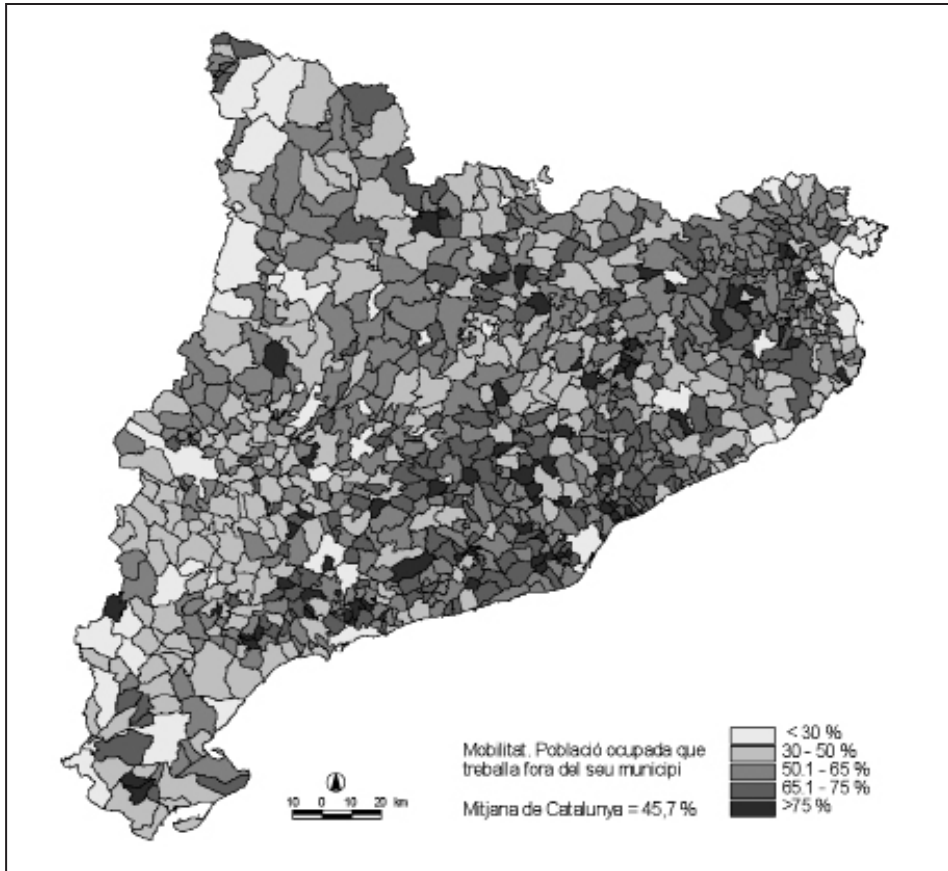 Mobilitat. Població ocupada que
treballa fora del seu municipi
Mitjana de Catalunya = 45,7 %
< 30 %
30 - 50 %
50.1 - 65 %
65.1 - 75 %
>75 %
10 0 10 20 km